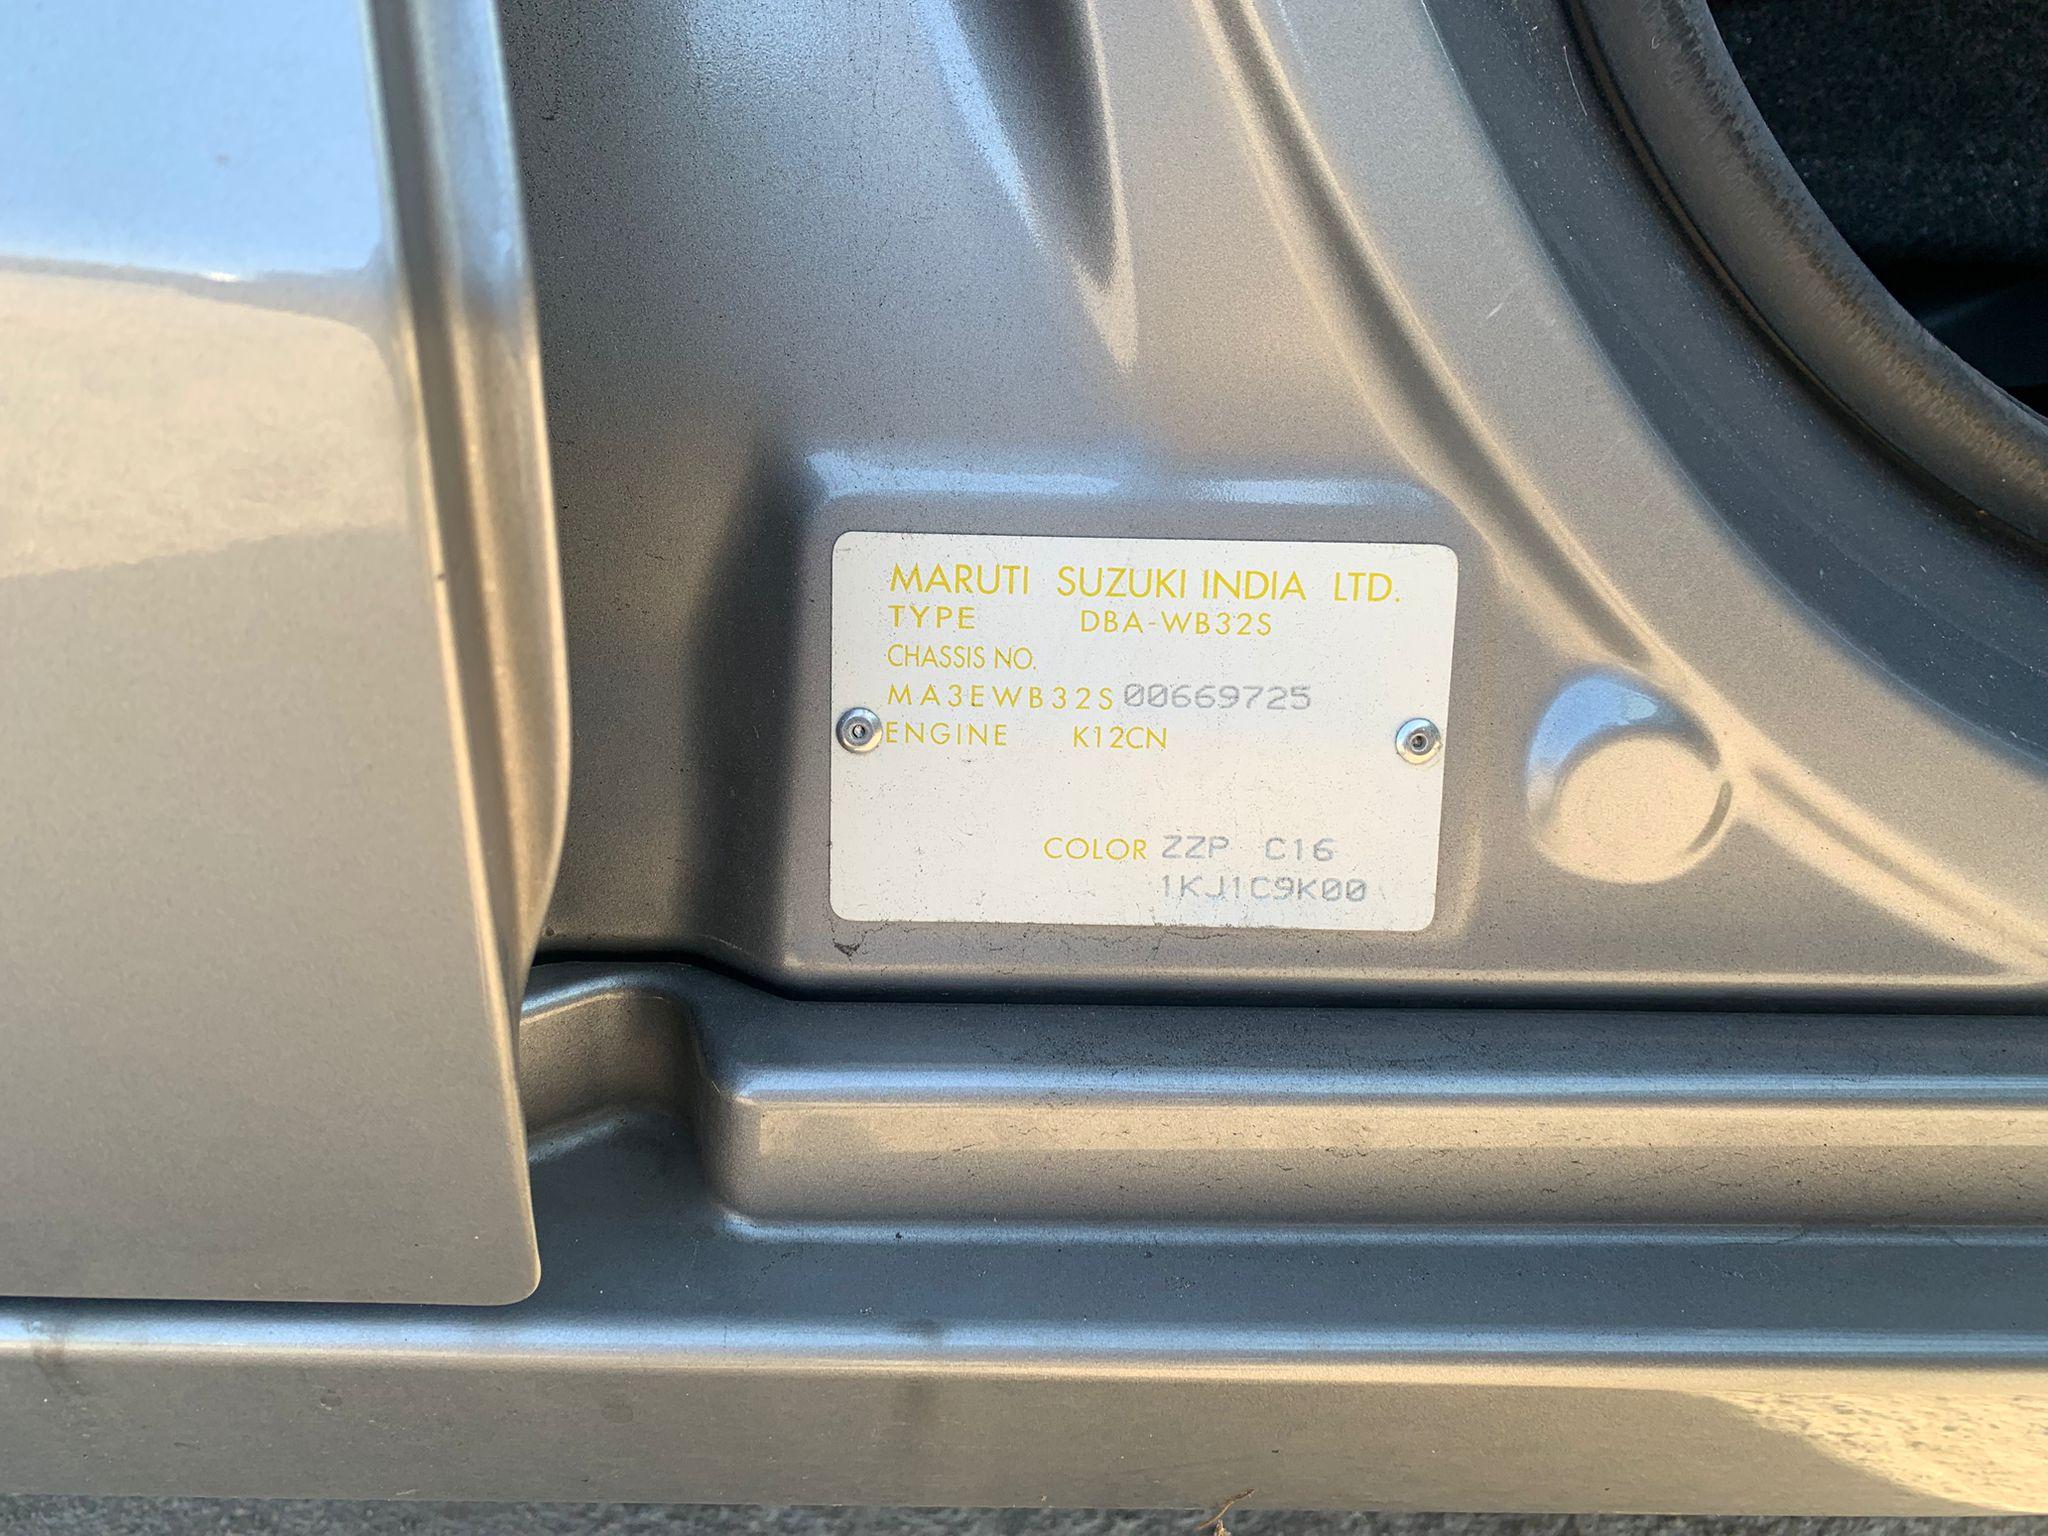 MARUTI SUZUKI INDIA LTD.
TYPE DBA-WB32S
CHASSIS NO.
MA3EWB32S00669725
ENGINE K12CN
COLOR ZZP C16
1KJ1C9K00